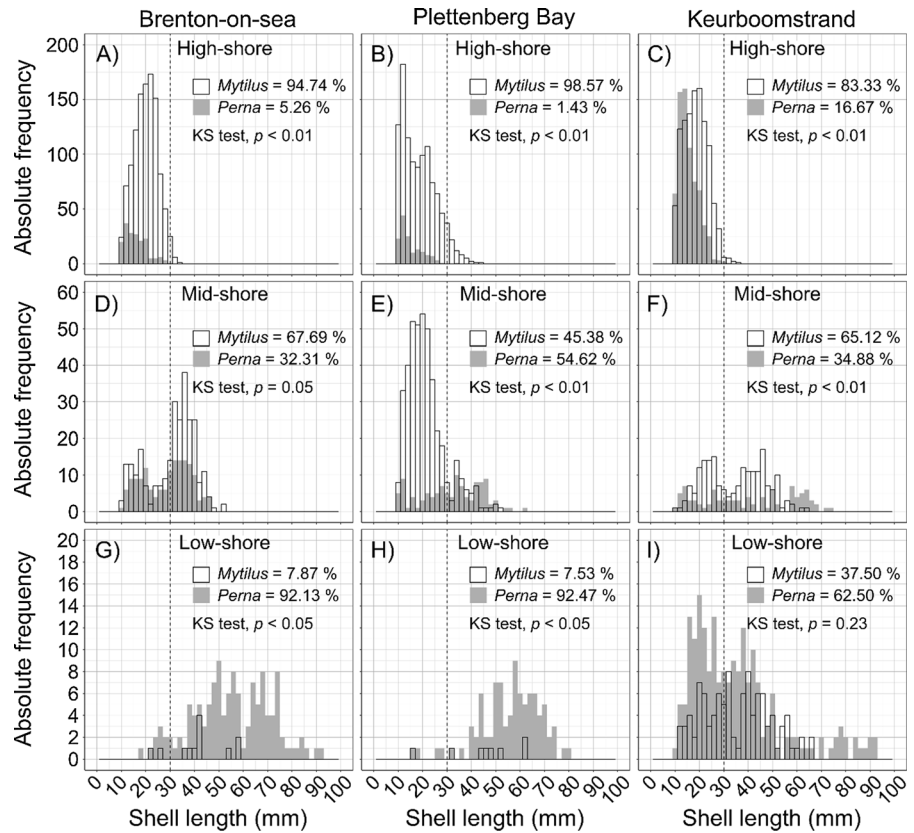 Brenton-on-sea
Plettenberg Bay
Keurboomstrand
Absolute frequency
200
150
100
50
0
A)
High-shore
Mytilus = 94.74 %
Perna = 5.26 %
KS test, p < 0.01
B)
High-shore
Mytilus = 98.57 %
Perna = 1.43 %
KS test, p < 0.01
C)
High-shore
Mytilus = 83.33 %
Perna = 16.67 %
KS test, p < 0.01
Absolute frequency
60
50
40
30
20
10
0
D)
Mid-shore
Mytilus = 67.69 %
Perna = 32.31 %
KS test, p = 0.05
E)
Mid-shore
Mytilus = 45.38 %
Perna = 54.62 %
KS test, p < 0.01
F)
Mid-shore
Mytilus = 65.12 %
Perna = 34.88 %
KS test, p < 0.01
Absolute frequency
20
18
16
14
12
10
8
6
4
2
0
G)
Low-shore
Mytilus = 7.87 %
Perna = 92.13 %
KS test, p < 0.05
H)
Low-shore
Mytilus = 7.53 %
Perna = 92.47 %
KS test, p < 0.05
I)
Low-shore
Mytilus = 37.50 %
Perna = 62.50 %
KS test, p = 0.23
0 10 20 30 40 50 60 70 80 90 100
0 10 20 30 40 50 60 70 80 90 100
0 10 20 30 40 50 60 70 80 90 100
Shell length (mm)
Shell length (mm)
Shell length (mm)